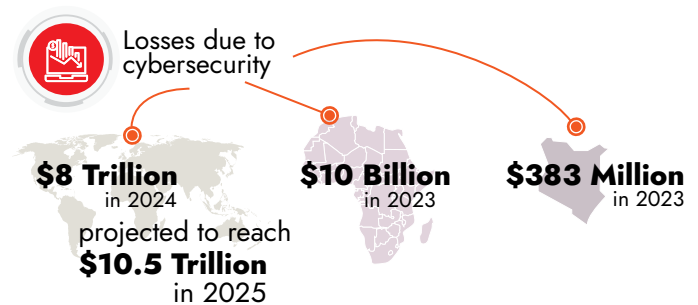 Losses due to
cybersecurity
$8 Trillion
in 2024
projected to reach
$10.5 Trillion
in 2025
$10 Billion
in 2023
$383 Million
in 2023